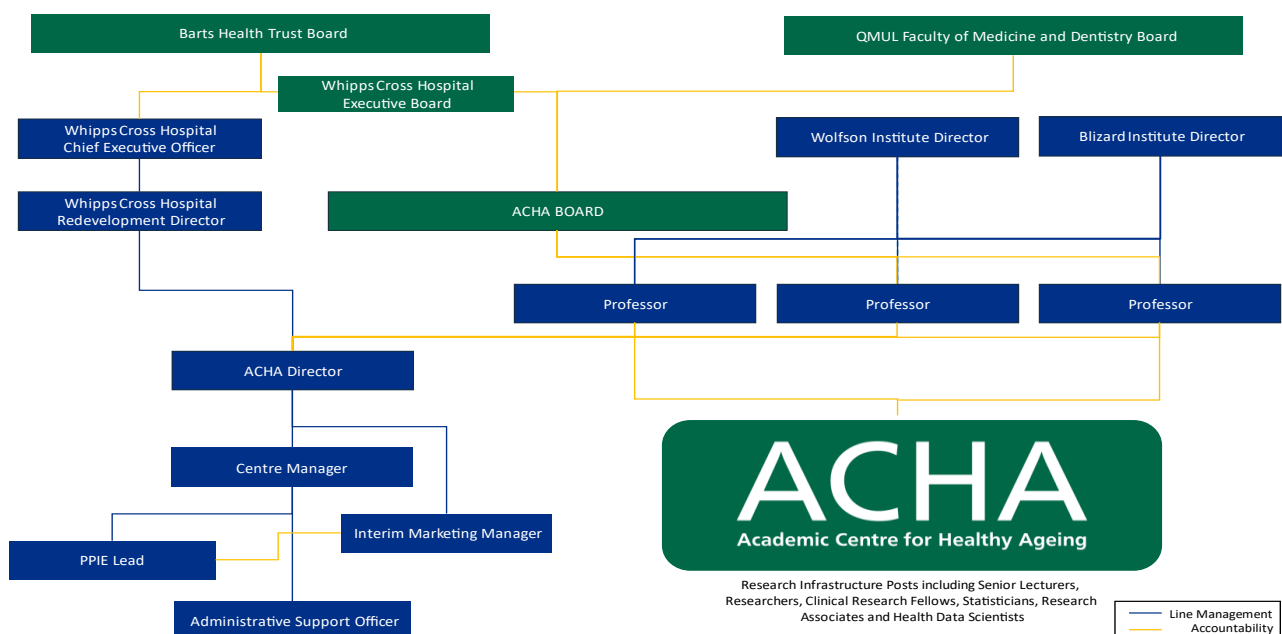 Barts Health Trust Board
QMUL Faculty of Medicine and Dentistry Board
Whipps Cross Hospital
Executive Board
Whipps Cross Hospital
Chief Executive Officer
Wolfson Institute Director
Blizard Institute Director
Whipps Cross Hospital
Redevelopment Director
ACHA BOARD
Professor
Professor
Professor
ACHA Director
Centre Manager
Interim Marketing Manager
PPIE Lead
Administrative Support Officer
ACHA
Academic Centre for Healthy Ageing
Research Infrastructure Posts including Senior Lecturers,
Researchers, Clinical Research Fellows, Statisticians, Research
Associates and Health Data Scientists
Line Management
Accountability